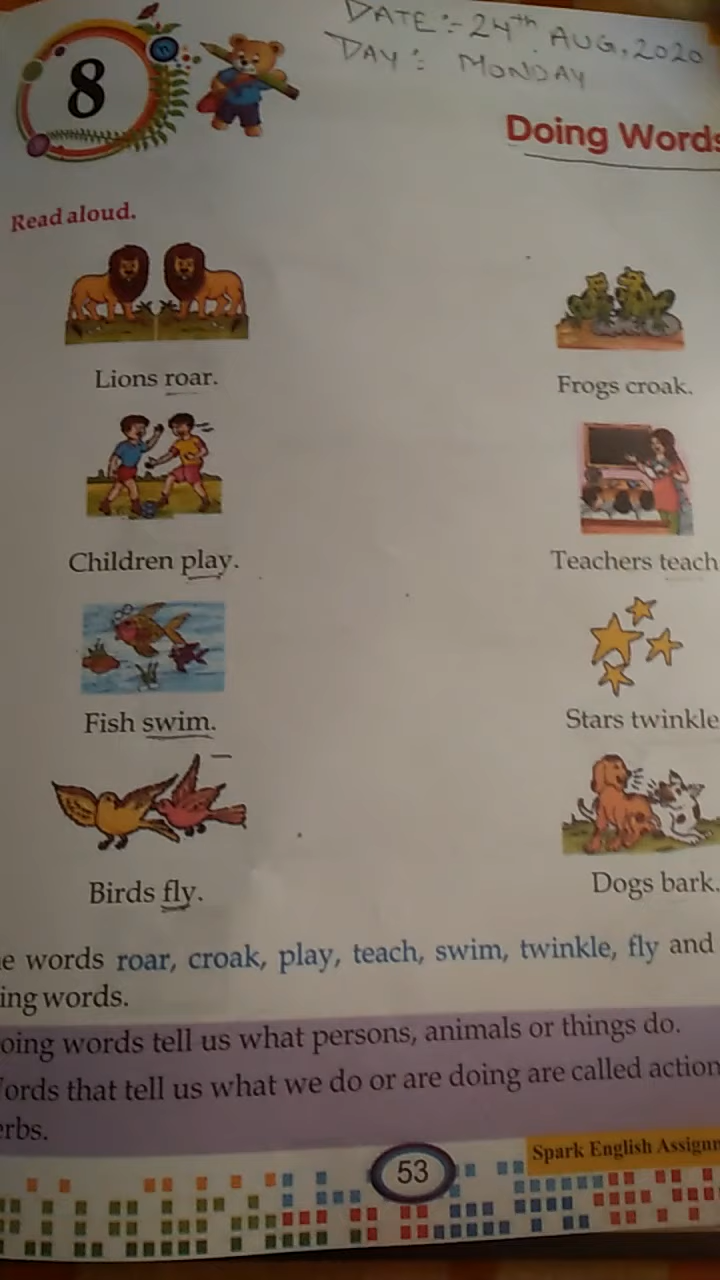 8
DATE :- 24th AUG, 2020
DAY : MONDAY
Doing Words
Read aloud.
Lions roar.
Frogs croak.
Children play.
Teachers teach
Fish swim.
Stars twinkle
Birds fly.
Dogs bark.
e words roar, croak, play, teach, swim, twinkle, fly and
ing words.
oing words tell us what persons, animals or things do.
ords that tell us what we do or are doing are called action
erbs.
53
Spark English Assignm